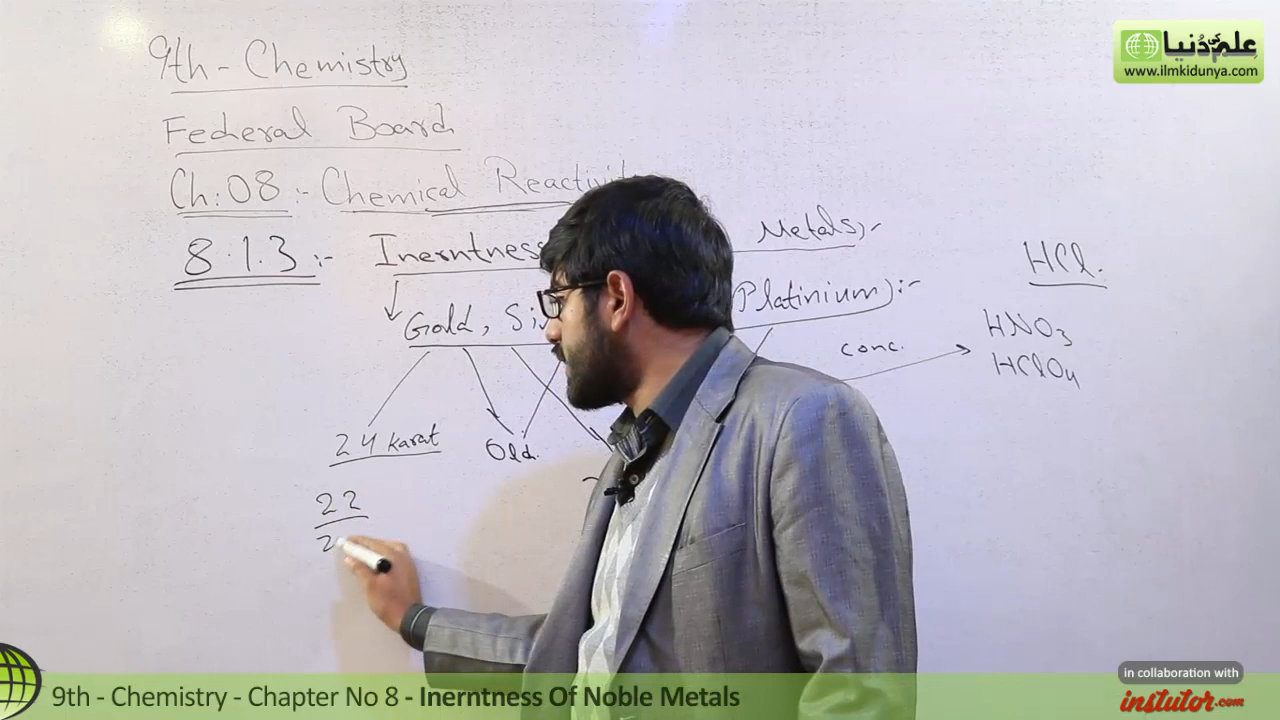 9th - Chemistry
Federal Board
Ch: 08 :- Chemical Reactivit
8.1.3 :- Inerntness Metals :-
Gold, Si Platinium) :-
24 karat
Old.
22
2
conc.
HCl.
HNO3
HClO4
علم کی دُنیا
www.ilmkidunya.com
9th - Chemistry - Chapter No 8 - Inerntness Of Noble Metals
in collaboration with
instutor.com